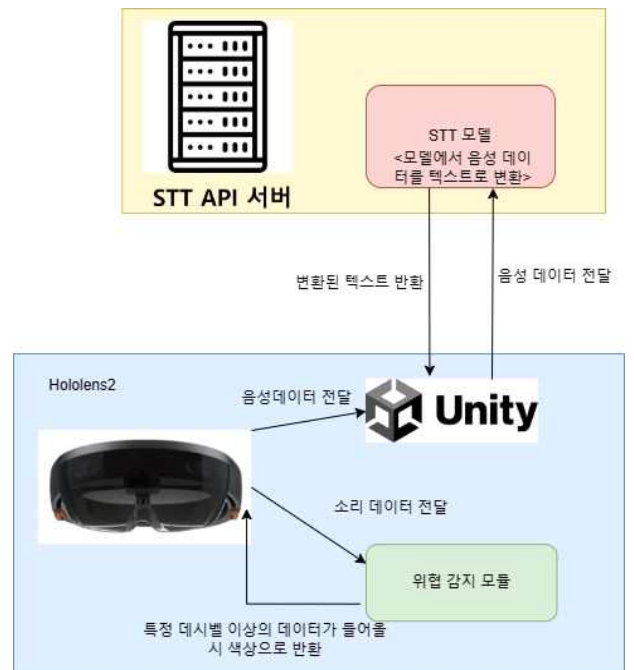 STT 모델
<모델에서 음성 데이
터를 텍스트로 변환>
STT API 서버
변환된 텍스트 반환
음성 데이터 전달
Hololens2
음성데이터 전달
Unity
소리 데이터 전달
위협 감지 모듈
특정 데시벨 이상의 데이터가 들어올
시 색상으로 반환